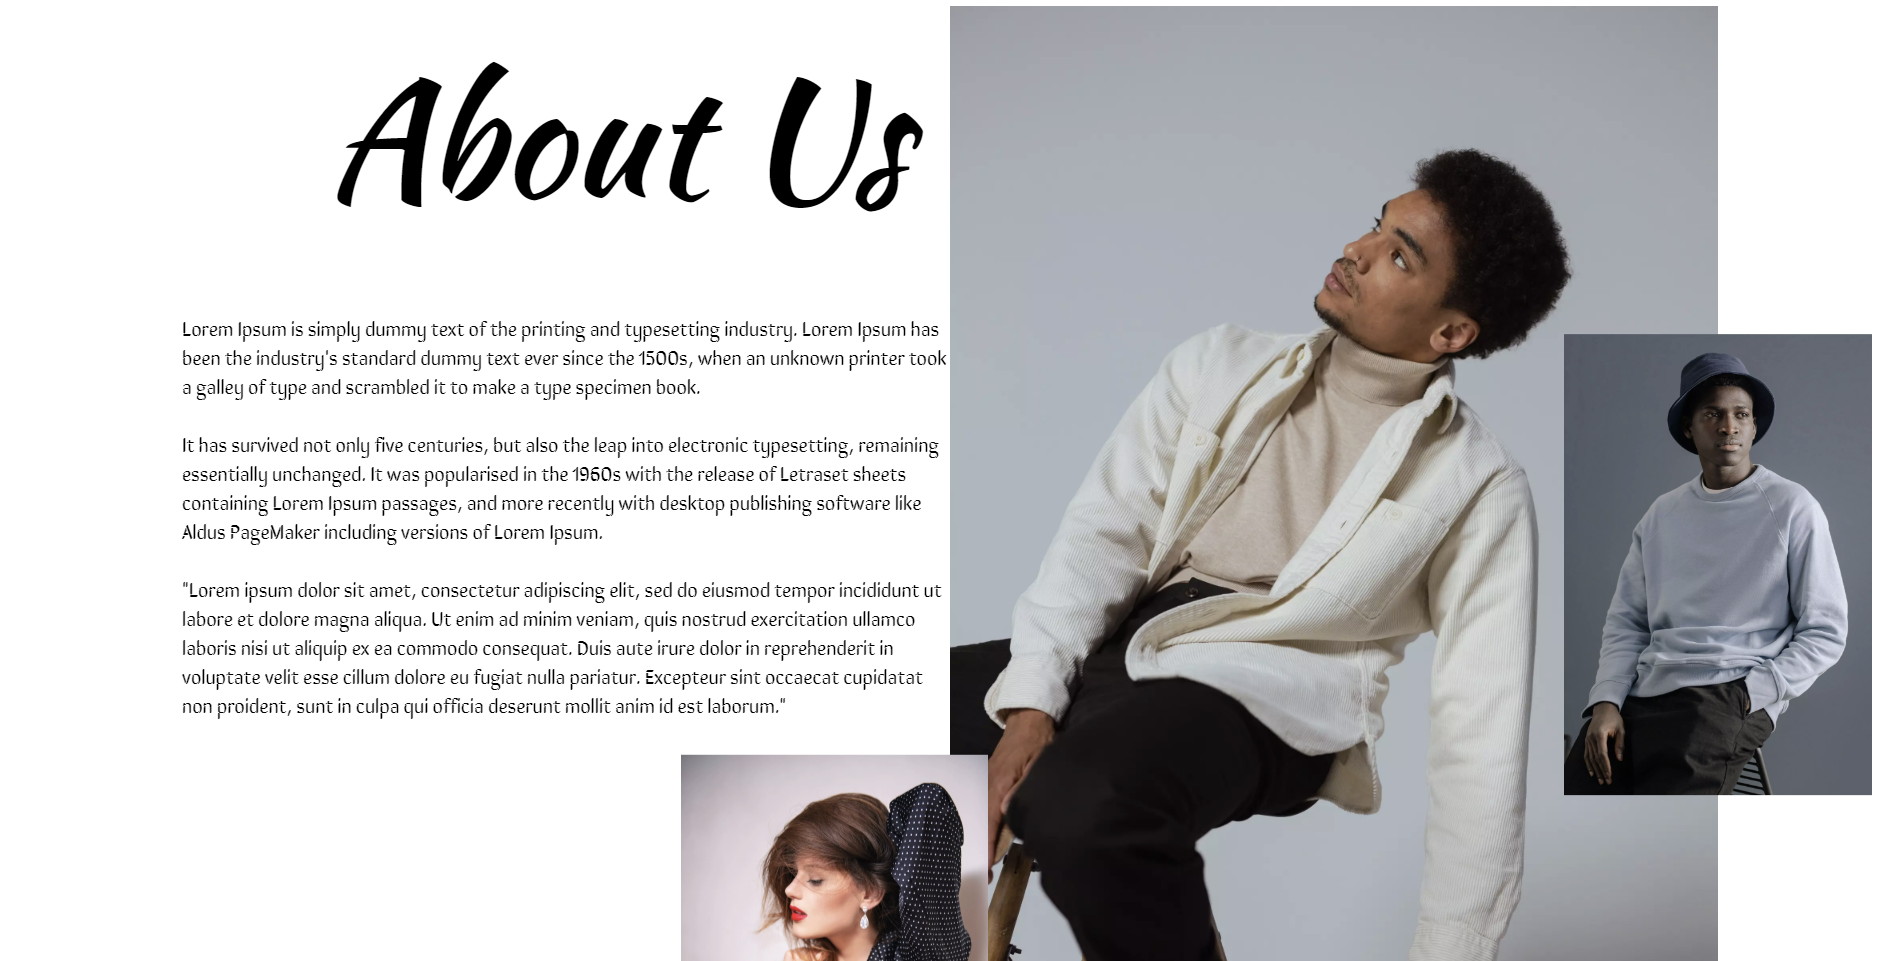 About Us
Lorem Ipsum is simply dummy text of the printing and typesetting industry. Lorem Ipsum has
been the industry's standard dummy text ever since the 1500s, when an unknown printer took
a galley of type and scrambled it to make a type specimen book.
It has survived not only five centuries, but also the leap into electronic typesetting, remaining
essentially unchanged. It was popularised in the 1960s with the release of Letraset sheets
containing Lorem Ipsum passages, and more recently with desktop publishing software like
Aldus PageMaker including versions of Lorem Ipsum.
"Lorem ipsum dolor sit amet, consectetur adipiscing elit, sed do eiusmod tempor incididunt ut
labore et dolore magna aliqua. Ut enim ad minim veniam, quis nostrud exercitation ullamco
laboris nisi ut aliquip ex ea commodo consequat. Duis aute irure dolor in reprehenderit in
voluptate velit esse cillum dolore eu fugiat nulla pariatur. Excepteur sint occaecat cupidatat
non proident, sunt in culpa qui officia deserunt mollit anim id est laborum."